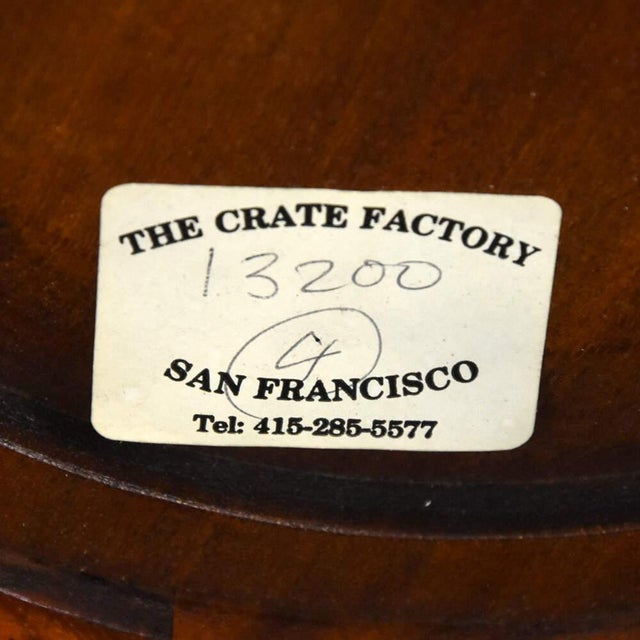 THE CRATE FACTORY
13200
4
SAN FRANCISCO
Tel: 415-285-5577